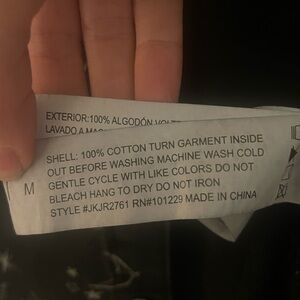 EXTERIOR:100% ALGODÓN
LAVADO A
SHELL: 100% COTTON TURN GARMENT INSIDE
OUT BEFORE WASHING MACHINE WASH COLD
GENTLE CYCLE WITH LIKE COLORS DO NOT
BLEACH HANG TO DRY DO NOT IRON
STYLE #JKJR2761 RN#101229 MADE IN CHINA
M